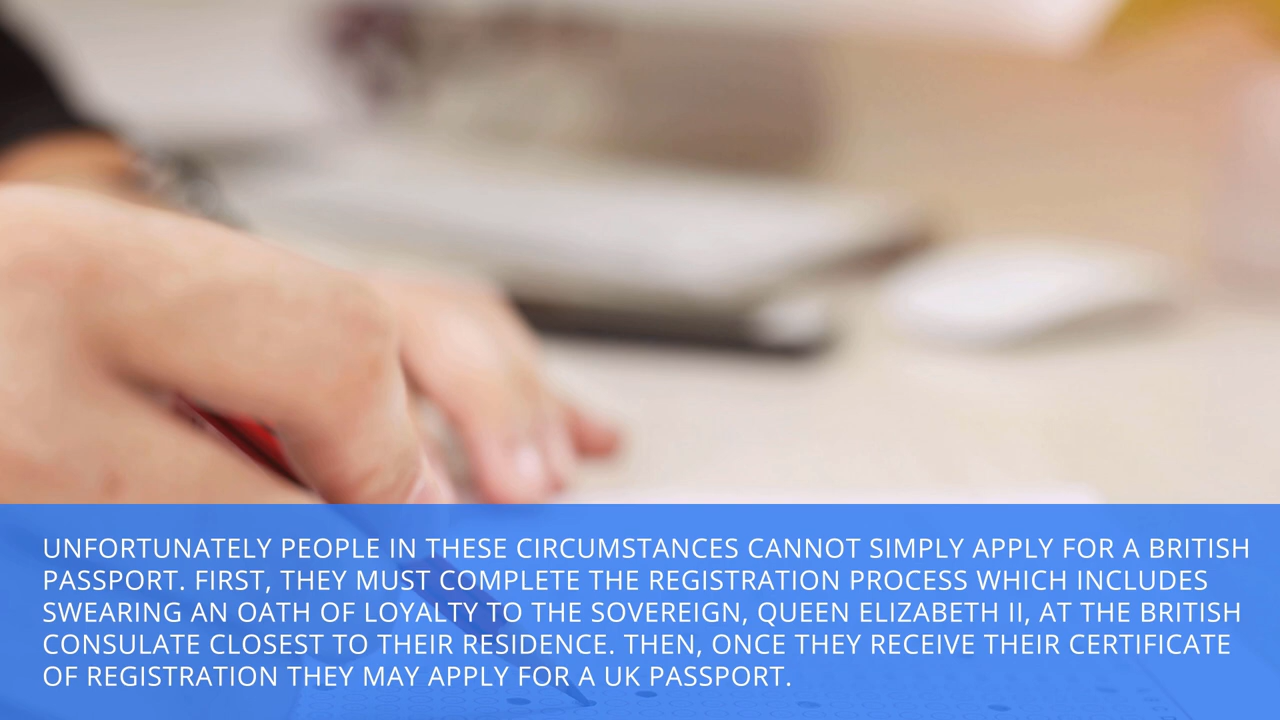 UNFORTUNATELY PEOPLE IN THESE CIRCUMSTANCES CANNOT SIMPLY APPLY FOR A BRITISH
PASSPORT. FIRST, THEY MUST COMPLETE THE REGISTRATION PROCESS WHICH INCLUDES
SWEARING AN OATH OF LOYALTY TO THE SOVEREIGN, QUEEN ELIZABETH II, AT THE BRITISH
CONSULATE CLOSEST TO THEIR RESIDENCE. THEN, ONCE THEY RECEIVE THEIR CERTIFICATE
OF REGISTRATION THEY MAY APPLY FOR A UK PASSPORT.